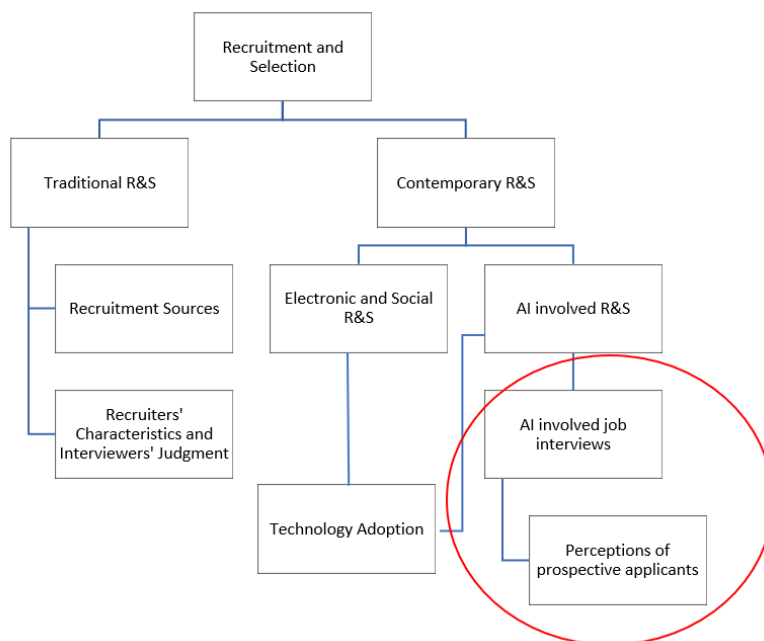 Recruitment and
Selection
Traditional R&S
Contemporary R&S
Recruitment Sources
Electronic and Social
R&S
AI involved R&S
Recruiters'
Characteristics and
Interviewers' Judgment
AI involved job
interviews
Technology Adoption
Perceptions of
prospective applicants